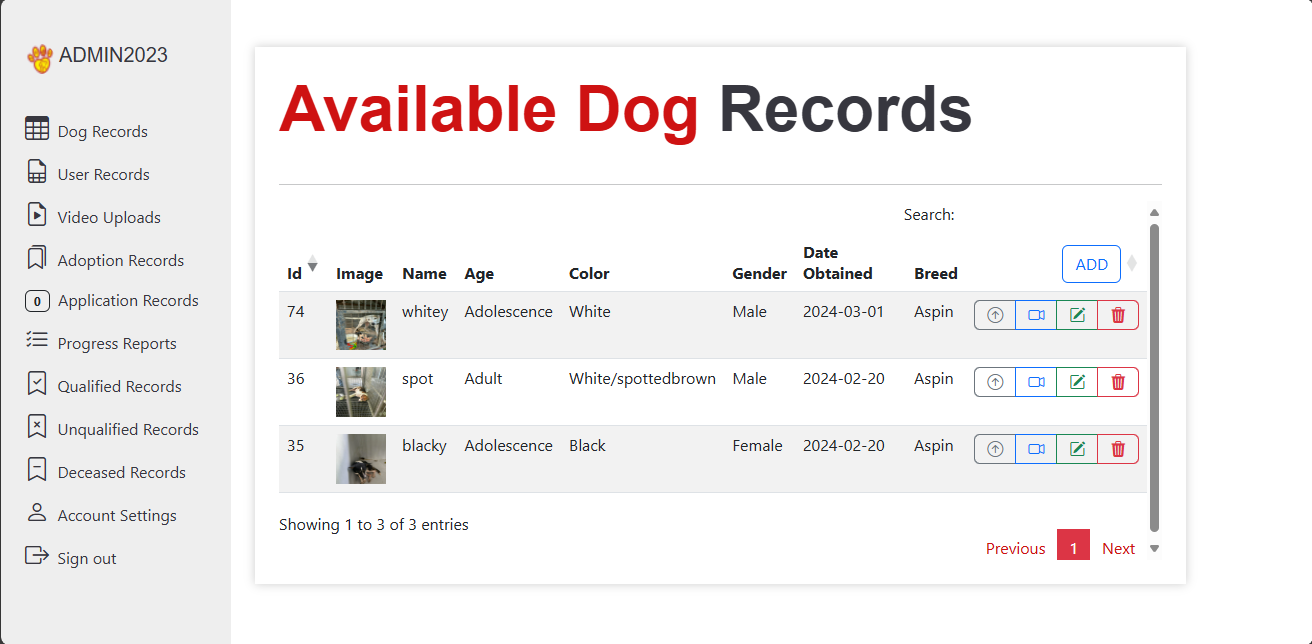 ADMIN2023
Dog Records
User Records
Video Uploads
Adoption Records
0 Application Records
Progress Reports
Qualified Records
Unqualified Records
Deceased Records
Account Settings
Sign out
Available Dog Records
Search:
Id Image Name Age Color Gender Date Obtained Breed ADD
74 whitey Adolescence White Male 2024-03-01 Aspin
36 spot Adult White/spottedbrown Male 2024-02-20 Aspin
35 blacky Adolescence Black Female 2024-02-20 Aspin
Showing 1 to 3 of 3 entries
Previous 1 Next